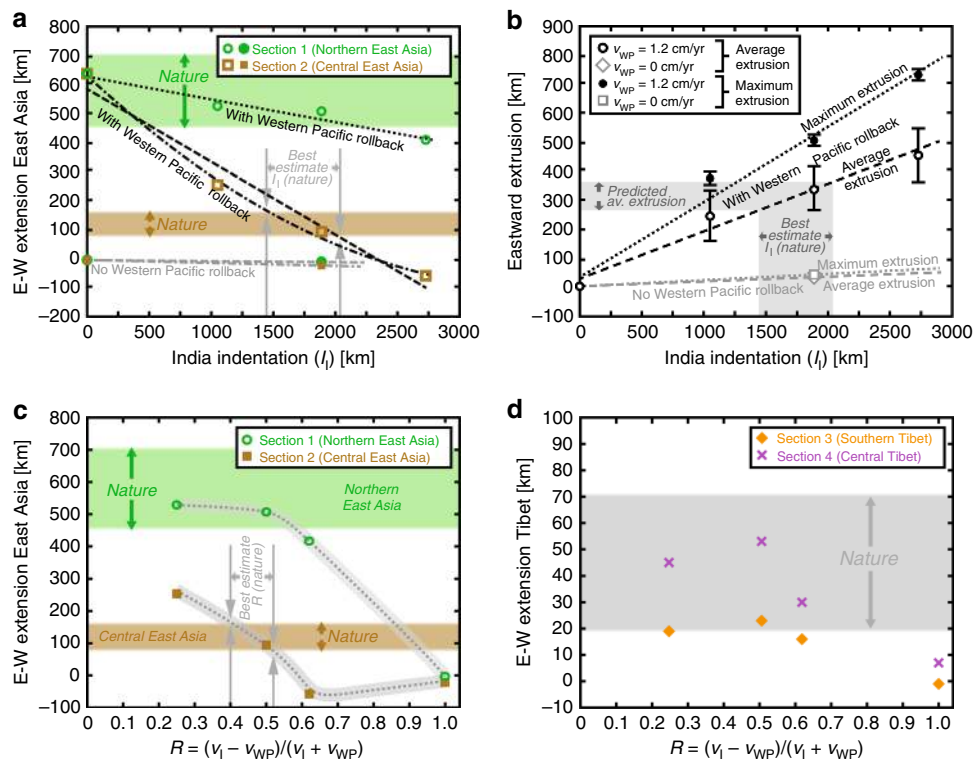 a
E-W extension East Asia [km]
800
700
600
500
400
300
200
100
0
−100
−200
Section 1 (Northern East Asia)
Section 2 (Central East Asia)
Nature
With Western Pacific rollback
With Western Pacific rollback
Best
estimate
I_I (nature)
Nature
No Western Pacific rollback
0
500
1000
1500
2000
2500
3000
India indentation (I_I) [km]
b
Eastward extrusion [km]
800
700
600
500
400
300
200
100
0
−100
v_WP = 1.2 cm/yr
v_WP = 0 cm/yr
Average
extrusion
v_WP = 1.2 cm/yr
v_WP = 0 cm/yr
Maximum
extrusion
Maximum extrusion
With Western Pacific rollback
Average
extrusion
Predicted
av. extrusion
Best
estimate
I_I (nature)
Maximum extrusion
No Western Pacific rollback
Average extrusion
0
500
1000
1500
2000
2500
3000
India indentation (I_I) [km]
c
E-W extension East Asia [km]
800
700
600
500
400
300
200
100
0
−100
Section 1 (Northern East Asia)
Section 2 (Central East Asia)
Nature
Northern
East Asia
Best estimate
R (nature)
Central East Asia
Nature
0
0.1
0.2
0.3
0.4
0.5
0.6
0.7
0.8
0.9
1.0
R = (v_I − v_WP)/(v_I + v_WP)
d
E-W extension Tibet [km]
100
90
80
70
60
50
40
30
20
10
0
−10
Section 3 (Southern Tibet)
Section 4 (Central Tibet)
Nature
0
0.1
0.2
0.3
0.4
0.5
0.6
0.7
0.8
0.9
1.0
R = (v_I − v_WP)/(v_I + v_WP)